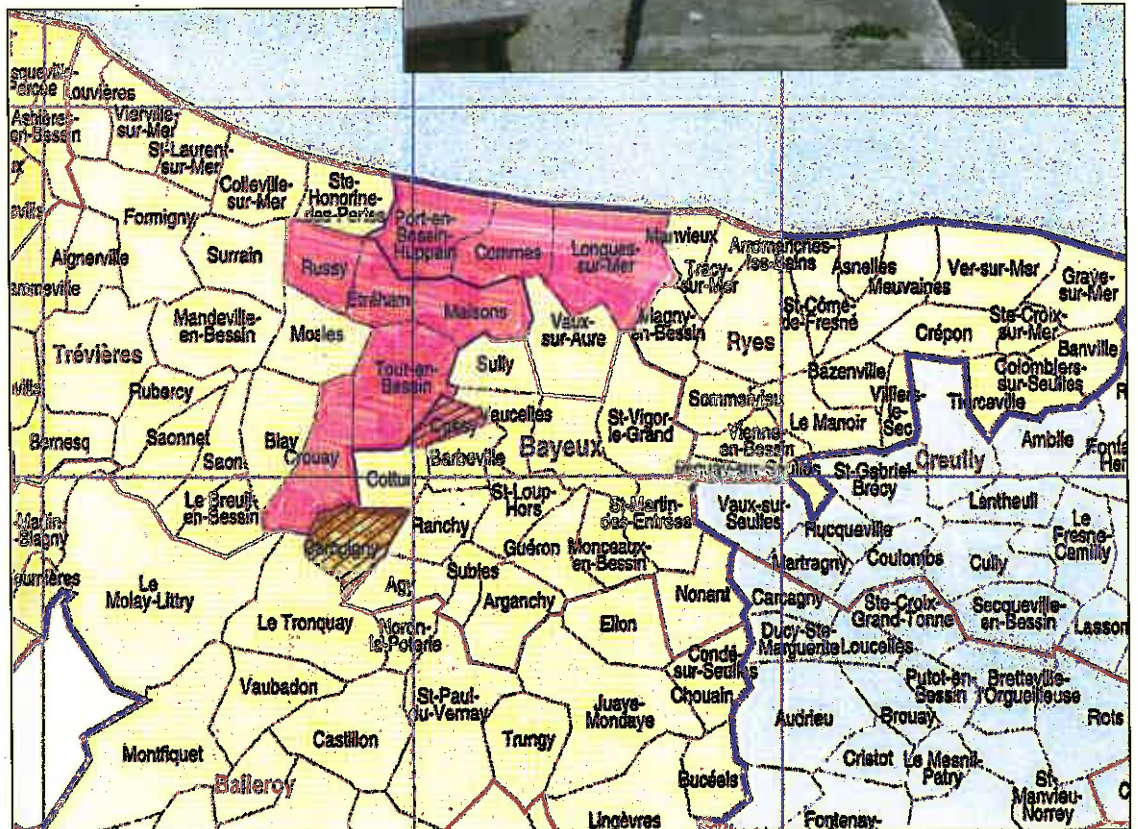 Louvières
Vierville-
sur-Mer
St-Laurent-
sur-Mer
Colleville-
sur-Mer
Ste-
Honorine-
des-Pertes
Formigny
Aignerville
Surrain
Russy
Port-en-
Bessin-
Huppain
Commes
Longues-
sur-Mer
Manvieux
Tracy-
sur-Mer
Arromanches-
les-Bains
Asnelles
Meuvaines
Ver-sur-Mer
Graye-
sur-Mer
St-Côme-
de-Fresné
Ste-Croix-
sur-Mer
Crépon
Banville
Colombiers-
sur-Seulles
Etréham
Maisons
Mandeville-
en-Bessin
Mosles
Vaux-
sur-Aure
Magny-
en-Bessin
Ryes
Trévières
Tour-en-
Bessin
Sully
Bazenville
Villiers-
le-
Sec
Tierceville
Rubercy
Sommervieu
Le Manoir
Vaucelles
St-Vigor-
le-Grand
Vienne-
en-Bessin
Bernesq
Saonnet
Saon
Blay
Crouay
Cottun
Barbeville
Bayeux
Creully
Amblie
St-Gabriel-
Brécy
Le Breuil-
en-Bessin
Ranchy
St-Loup-
Hors
St-Martin-
des-Entrées
Vaux-sur-
Seulles
Rucqueville
Lantheuil
Le
Fresne-
Camilly
Guéron
Monceaux-
en-Bessin
Martragny
Coulombs
Cully
Campigny
Le
Molay-Littry
Agy
Subles
Arganchy
Nonant
Carcagny
Ste-Croix-
Grand-Tonne
Secqueville-
en-Bessin
Lasson
Le Tronquay
Noron-
la-Poterie
Ellon
Ducy-Ste-
Marguerite
Loucelles
Condé-
sur-Seulles
Putot-en-
Bessin
Bretteville-
l'Orgueilleuse
Vaubadon
St-Paul-
du-Vernay
Juaye-
Mondaye
Chouain
Audrieu
Brouay
Rots
Montfiquet
Castillon
Trungy
Cristot
Le Mesnil-
Patry
Balleroy
Bucéels
St-
Manvieu-
Norrey
Lingèvres
Fontenay-